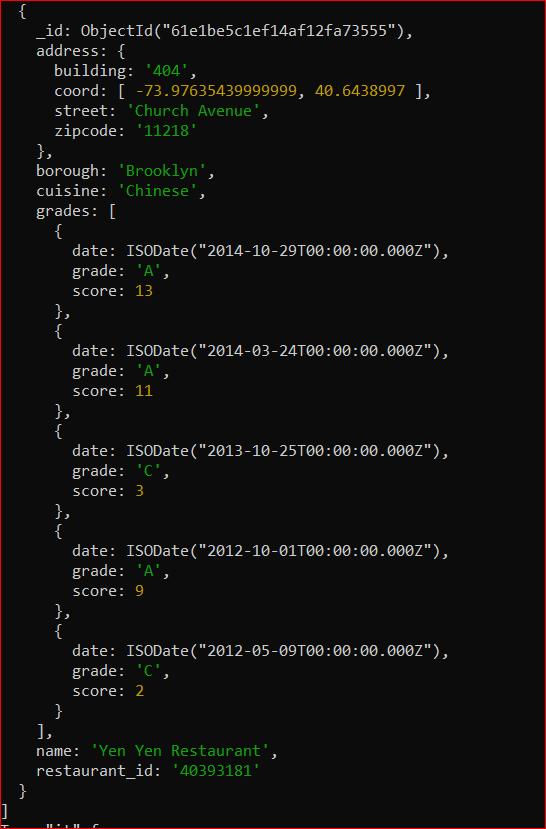 {
_id: ObjectId("61e1be5c1ef14af12fa73555"),
address: {
building: '404',
coord: [ -73.97635439999999, 40.6438997 ],
street: 'Church Avenue',
zipcode: '11218'
},
borough: 'Brooklyn',
cuisine: 'Chinese',
grades: [
{
date: ISODate("2014-10-29T00:00:00.000Z"),
grade: 'A',
score: 13
},
{
date: ISODate("2014-03-24T00:00:00.000Z"),
grade: 'A',
score: 11
},
{
date: ISODate("2013-10-25T00:00:00.000Z"),
grade: 'C',
score: 3
},
{
date: ISODate("2012-10-01T00:00:00.000Z"),
grade: 'A',
score: 9
},
{
date: ISODate("2012-05-09T00:00:00.000Z"),
grade: 'C',
score: 2
}
],
name: 'Yen Yen Restaurant',
restaurant_id: '40393181'
}
]